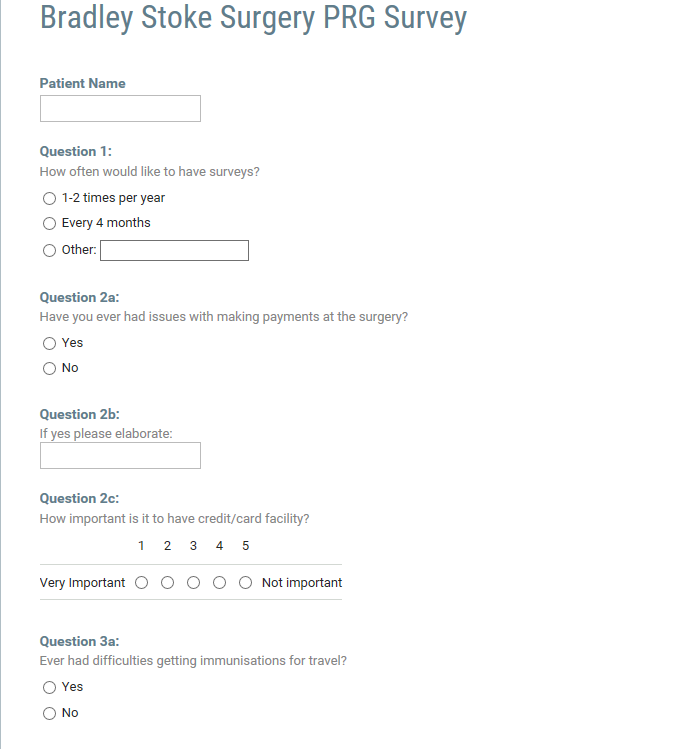 Bradley Stoke Surgery PRG Survey
Patient Name
Question 1:
How often would like to have surveys?
1-2 times per year
Every 4 months
Other:
Question 2a:
Have you ever had issues with making payments at the surgery?
Yes
No
Question 2b:
If yes please elaborate:
Question 2c:
How important is it to have credit/card facility?
1 2 3 4 5
Very Important Not important
Question 3a:
Ever had difficulties getting immunisations for travel?
Yes
No